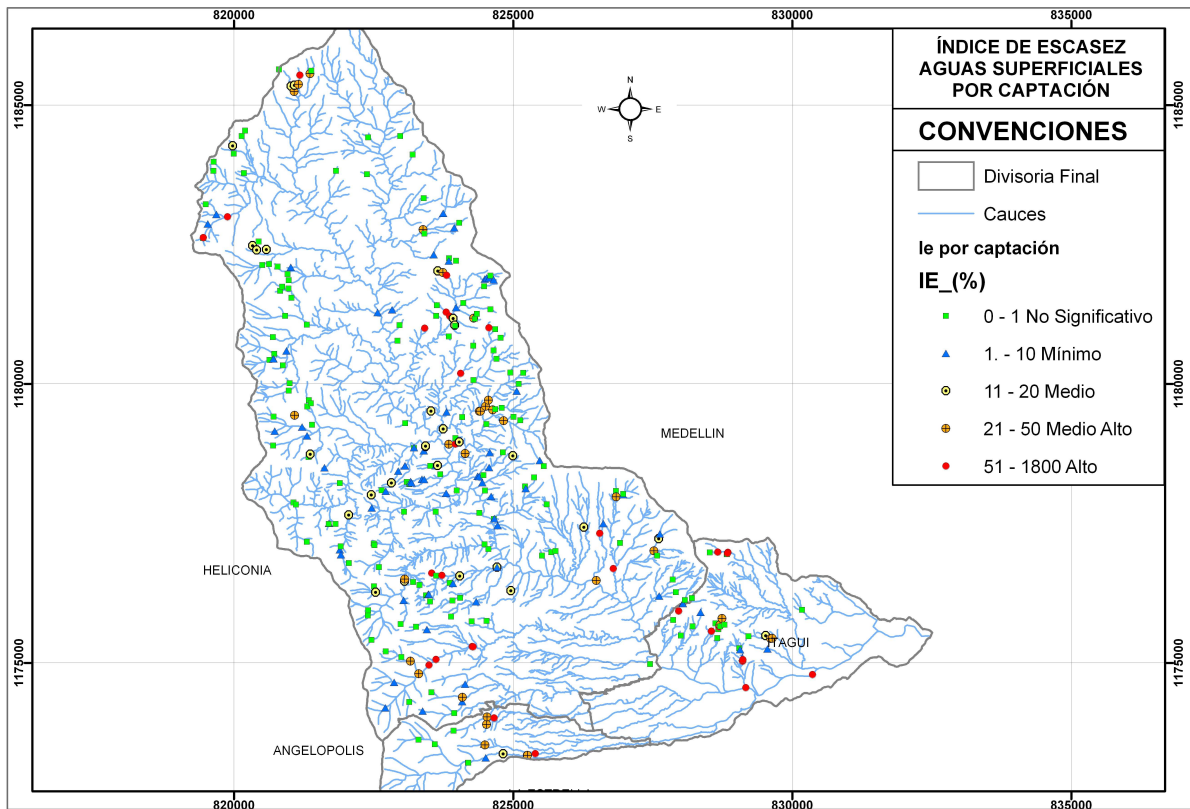 820000
825000
830000
835000
1185000
1185000
1180000
1180000
1175000
1175000
820000
825000
830000
835000
N
W
E
S
ÍNDICE DE ESCASEZ
AGUAS SUPERFICIALES
POR CAPTACIÓN
CONVENCIONES
Divisoria Final
Cauces
Ie por captación
IE_(%)
0 - 1 No Significativo
1. - 10 Mínimo
11 - 20 Medio
21 - 50 Medio Alto
51 - 1800 Alto
MEDELLIN
HELICONIA
ITAGUI
ANGELOPOLIS